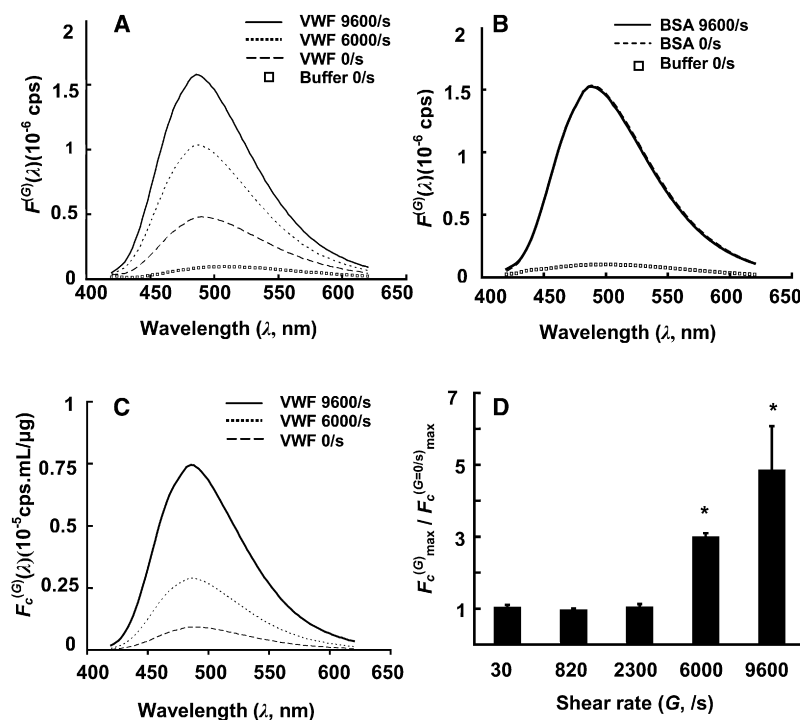 A
VWF 9600/s
VWF 6000/s
VWF 0/s
Buffer 0/s
2
1.5
1
0.5
0
F(G)(λ)(10-6 cps)
400 450 500 550 600 650
Wavelength (λ, nm)
B
BSA 9600/s
BSA 0/s
Buffer 0/s
2
1.5
1
0.5
0
F(G)(λ)(10-6 cps)
400 450 500 550 600 650
Wavelength (λ, nm)
C
VWF 9600/s
VWF 6000/s
VWF 0/s
1
0.75
0.5
0.25
0
Fc(G)(λ)(10-5cps.mL/µg)
400 450 500 550 600 650
Wavelength (λ, nm)
D
7
5
3
1
Fc(G)max / Fc(G=0/s)max
*
*
30 820 2300 6000 9600
Shear rate (G, /s)